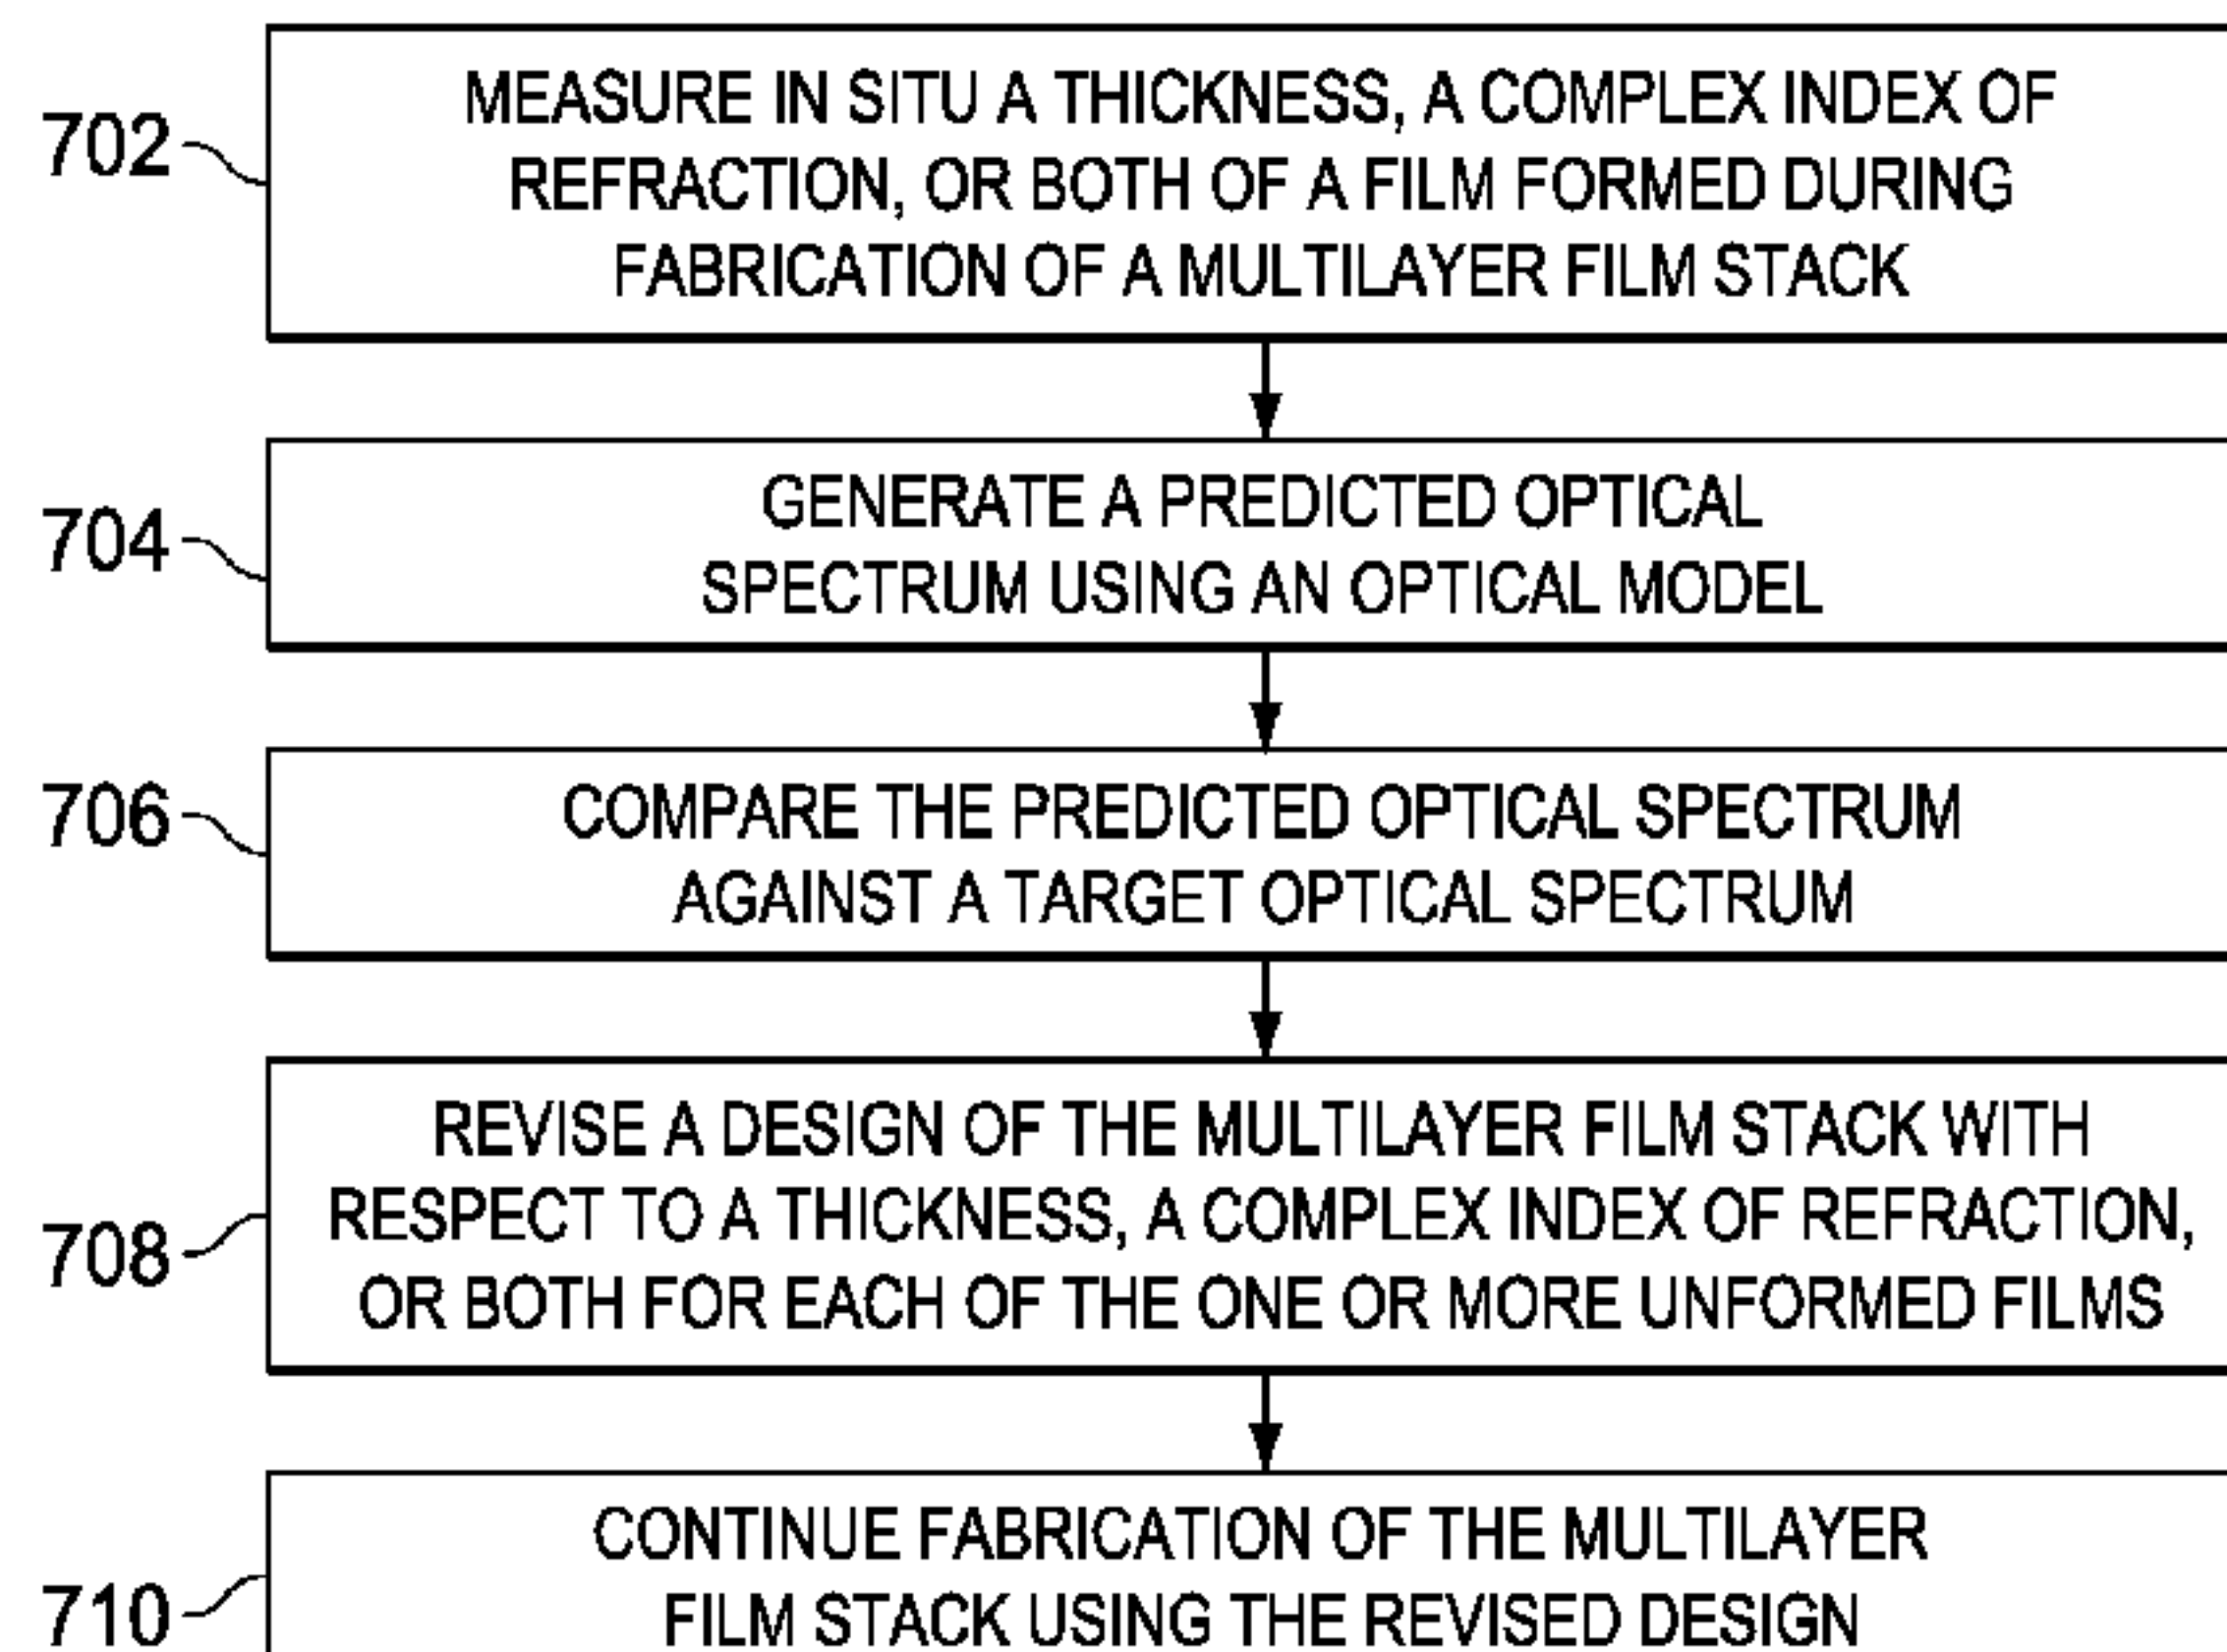 702
MEASURE IN SITU A THICKNESS, A COMPLEX INDEX OF
REFRACTION, OR BOTH OF A FILM FORMED DURING
FABRICATION OF A MULTILAYER FILM STACK
704
GENERATE A PREDICTED OPTICAL
SPECTRUM USING AN OPTICAL MODEL
706
COMPARE THE PREDICTED OPTICAL SPECTRUM
AGAINST A TARGET OPTICAL SPECTRUM
708
REVISE A DESIGN OF THE MULTILAYER FILM STACK WITH
RESPECT TO A THICKNESS, A COMPLEX INDEX OF REFRACTION,
OR BOTH FOR EACH OF THE ONE OR MORE UNFORMED FILMS
710
CONTINUE FABRICATION OF THE MULTILAYER
FILM STACK USING THE REVISED DESIGN